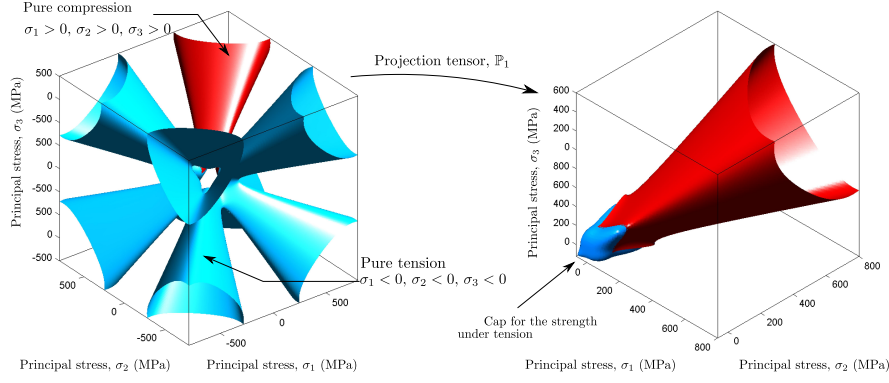 Pure compression
σ₁ > 0, σ₂ > 0, σ₃ > 0
Principal stress, σ₃ (MPa)
500
0
-500
500
0
-500
500
0
-500
500
0
-500
-500
0
500
Principal stress, σ₂ (MPa)
Principal stress, σ₁ (MPa)
Pure tension
σ₁ < 0, σ₂ < 0, σ₃ < 0
Projection tensor, ℙ₁
Principal stress, σ₃ (MPa)
600
400
200
0
600
400
200
0
0
200
400
600
800
0
200
400
600
800
Cap for the strength
under tension
Principal stress, σ₁ (MPa)
Principal stress, σ₂ (MPa)